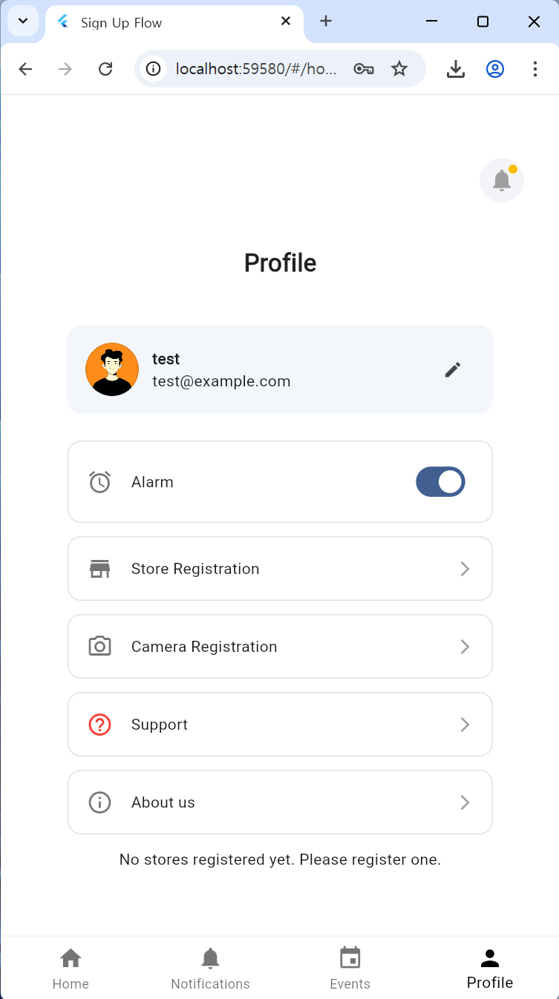 Sign Up Flow
localhost:59580/#/ho...
Profile
test
test@example.com
Alarm
Store Registration
Camera Registration
Support
About us
No stores registered yet. Please register one.
Home
Notifications
Events
Profile